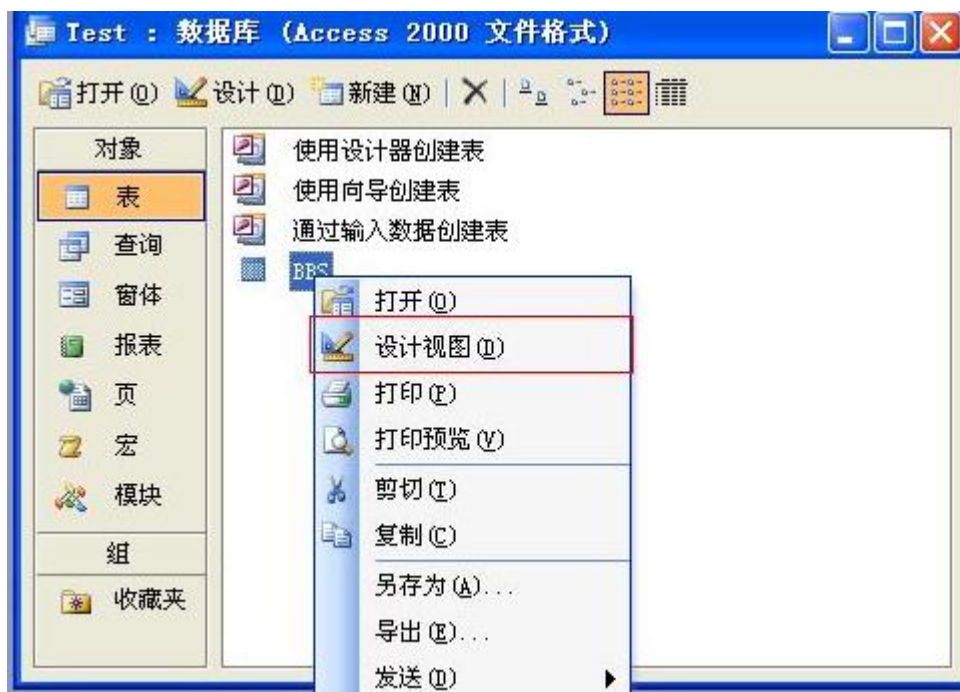 Test : 数据库 (Access 2000 文件格式)
打开(O) 设计(D) 新建(N)
对象
表
查询
窗体
报表
页
宏
模块
组
收藏夹
使用设计器创建表
使用向导创建表
通过输入数据创建表
BBS
打开(O)
设计视图(D)
打印(P)
打印预览(V)
剪切(T)
复制(C)
另存为(A)...
导出(E)...
发送(D)